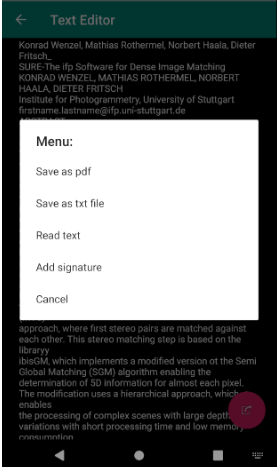 Text Editor
Konrad Wenzel, Mathias Rothermel, Norbert Haala, Dieter
Fritsch_
SURE-The ifp Software for Dense Image Matching
KONRAD WENZEL, MATHIAS ROTHERMEL, NORBERT
HAALA, DIETER FRITSCH
Institute for Photogrammetry, University of Stuttgart
firstname.lastname@ifp.uni-stuttgart.de
Menu:
Save as pdf
Save as txt file
Read text
Add signature
Cancel
approach, where first stereo pairs are matched against
each other. This stereo matching step is based on the
libraryy
ibisGM, which implements a modified version ot the Semi
Global Matching (SGM) algorithm enabling the
determination of 5D information for almost each pixel.
The modification uses a hierarchical approach, which
enables
the processing of complex scenes with large depth
variations with short processing time and low memory
consumption